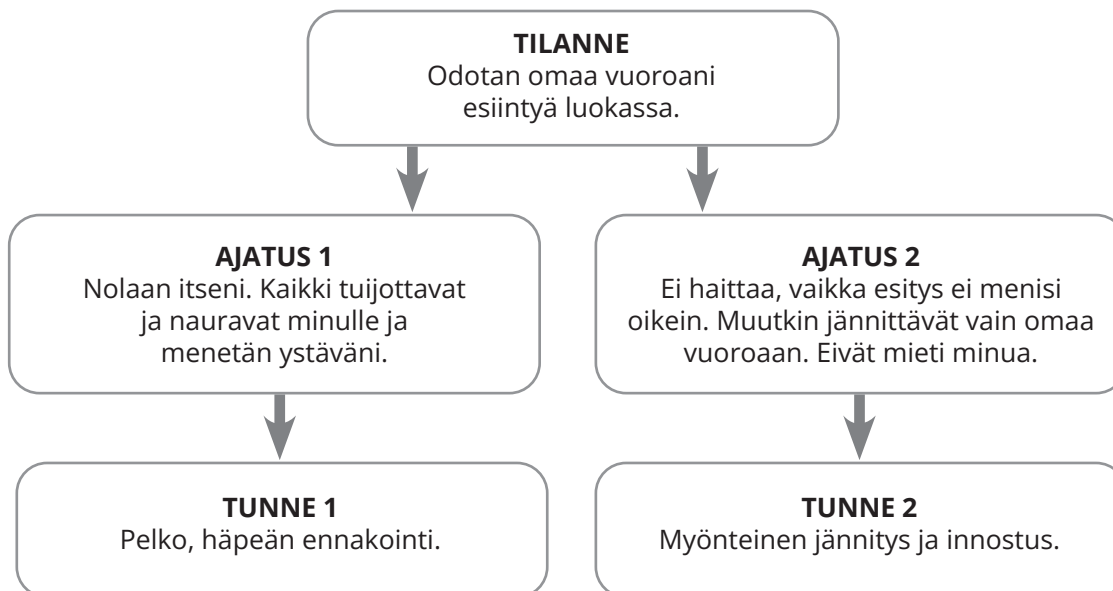 TILANNE
Odotan omaa vuoroani
esiintyä luokassa.
AJATUS 1
Nolaan itseni. Kaikki tuijottavat
ja nauravat minulle ja
menetän ystäväni.
AJATUS 2
Ei haittaa, vaikka esitys ei menisi
oikein. Muutkin jännittävät vain omaa
vuoroaan. Eivät mieti minua.
TUNNE 1
Pelko, häpeän ennakointi.
TUNNE 2
Myönteinen jännitys ja innostus.